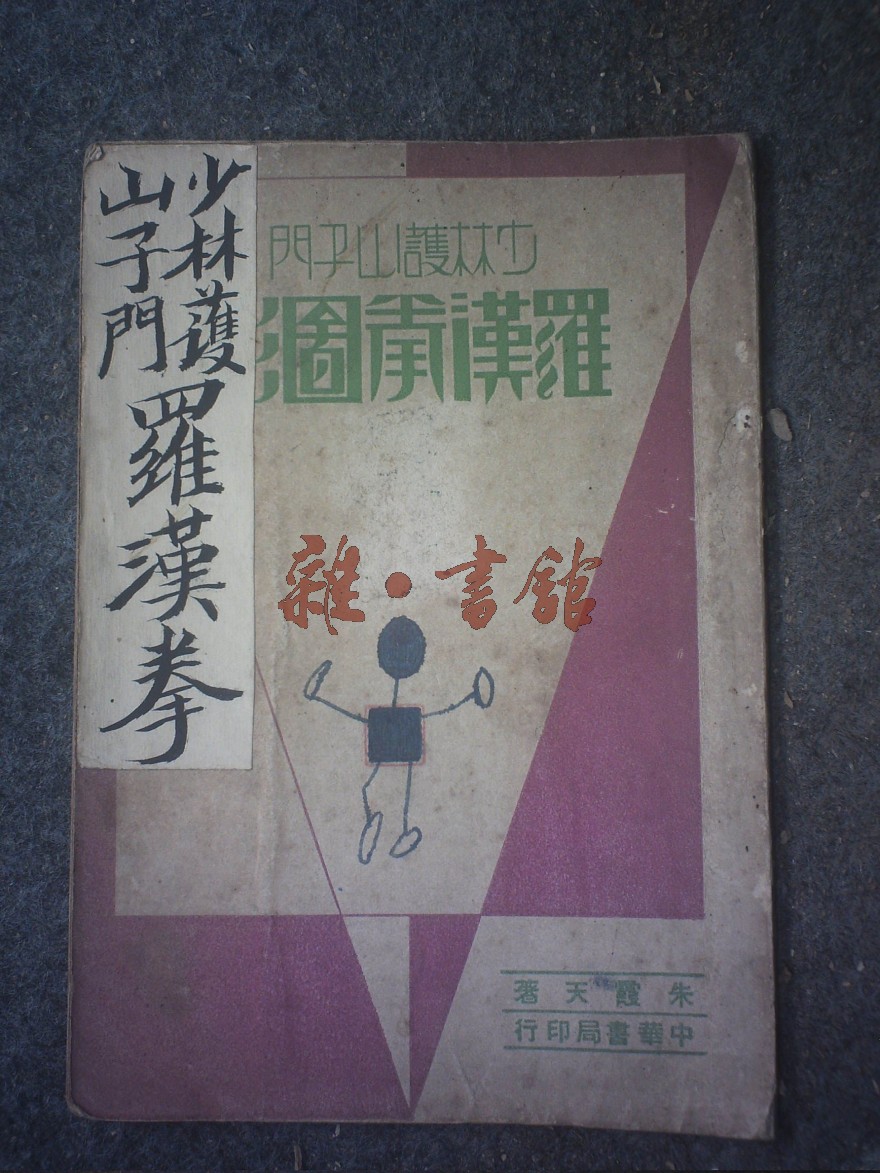 少林護
山子門
羅漢拳
少林護山子門
羅漢拳圖
雜·書館
朱霞天著
中華書局印行